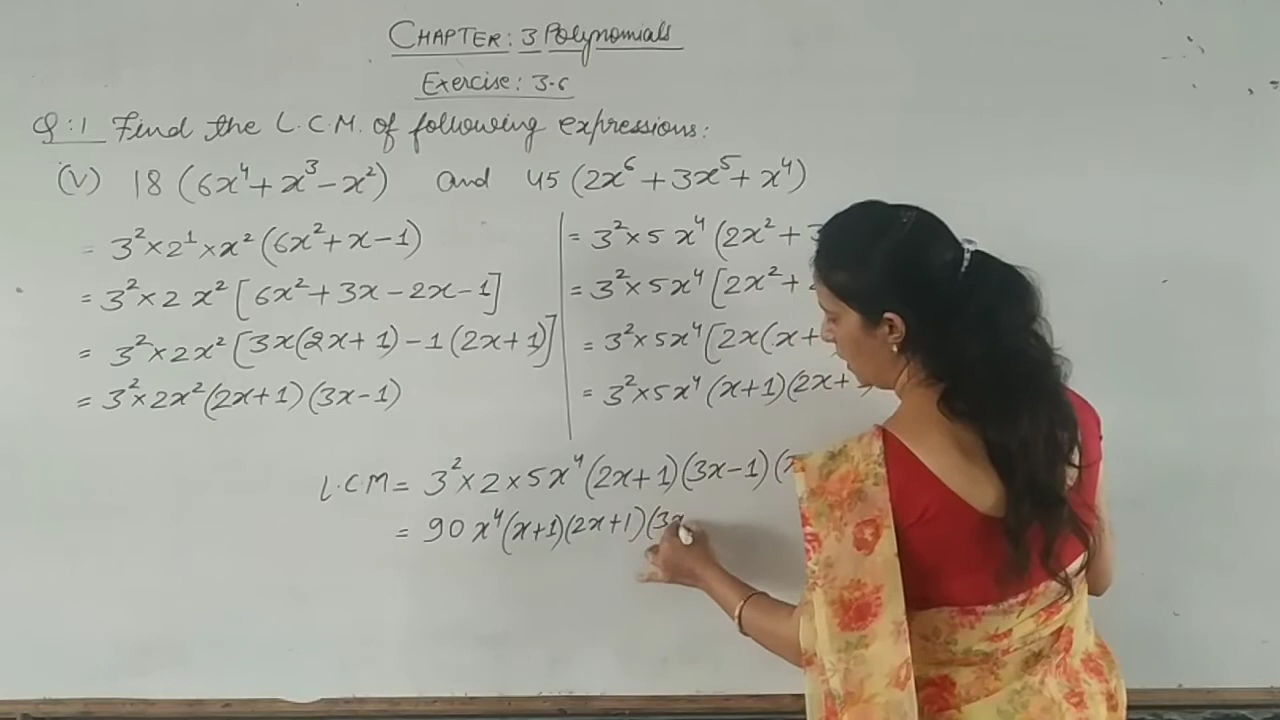 CHAPTER: 3 Polynomials
Exercise: 3.6
Q:1 Find the L.C.M. of following expressions:
(V) 18 (6x⁴ + x³ - x²) and 45 (2x⁶ + 3x⁵ + x⁴)
= 3² × 2¹ × x² (6x² + x - 1)
= 3² × 2 x² [6x² + 3x - 2x - 1]
= 3² × 2x² [3x(2x + 1) - 1 (2x + 1)]
= 3² × 2x² (2x + 1) (3x - 1)
= 3² × 5 x⁴ (2x² +
= 3² × 5x⁴ [2x² +
= 3² × 5x⁴ [2x(x +
= 3² × 5x⁴ (x + 1) (2x +
L.C.M = 3² × 2 × 5x⁴ (2x + 1) (3x - 1) (
= 90 x⁴ (x + 1) (2x + 1) (3x